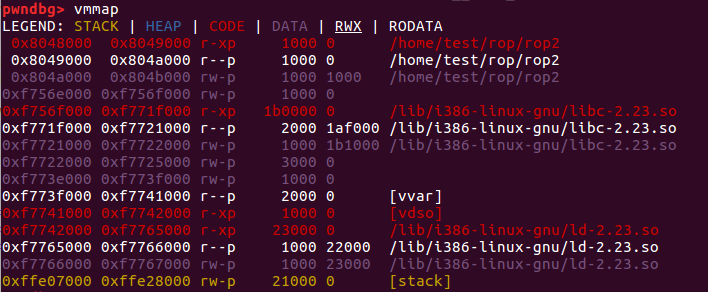 pwndbg> vmmap
LEGEND: STACK | HEAP | CODE | DATA | RWX | RODATA
0x8048000 0x8049000 r-xp 1000 0 /home/test/rop/rop2
0x8049000 0x804a000 r--p 1000 0 /home/test/rop/rop2
0x804a000 0x804b000 rw-p 1000 1000 /home/test/rop/rop2
0xf756e000 0xf756f000 rw-p 1000 0
0xf756f000 0xf771f000 r-xp 1b0000 0 /lib/i386-linux-gnu/libc-2.23.so
0xf771f000 0xf7721000 r--p 2000 1af000 /lib/i386-linux-gnu/libc-2.23.so
0xf7721000 0xf7722000 rw-p 1000 1b1000 /lib/i386-linux-gnu/libc-2.23.so
0xf7722000 0xf7725000 rw-p 3000 0
0xf773e000 0xf773f000 rw-p 1000 0
0xf773f000 0xf7741000 r--p 2000 0 [vvar]
0xf7741000 0xf7742000 r-xp 1000 0 [vdso]
0xf7742000 0xf7765000 r-xp 23000 0 /lib/i386-linux-gnu/ld-2.23.so
0xf7765000 0xf7766000 r--p 1000 22000 /lib/i386-linux-gnu/ld-2.23.so
0xf7766000 0xf7767000 rw-p 1000 23000 /lib/i386-linux-gnu/ld-2.23.so
0xffe07000 0xffe28000 rw-p 21000 0 [stack]